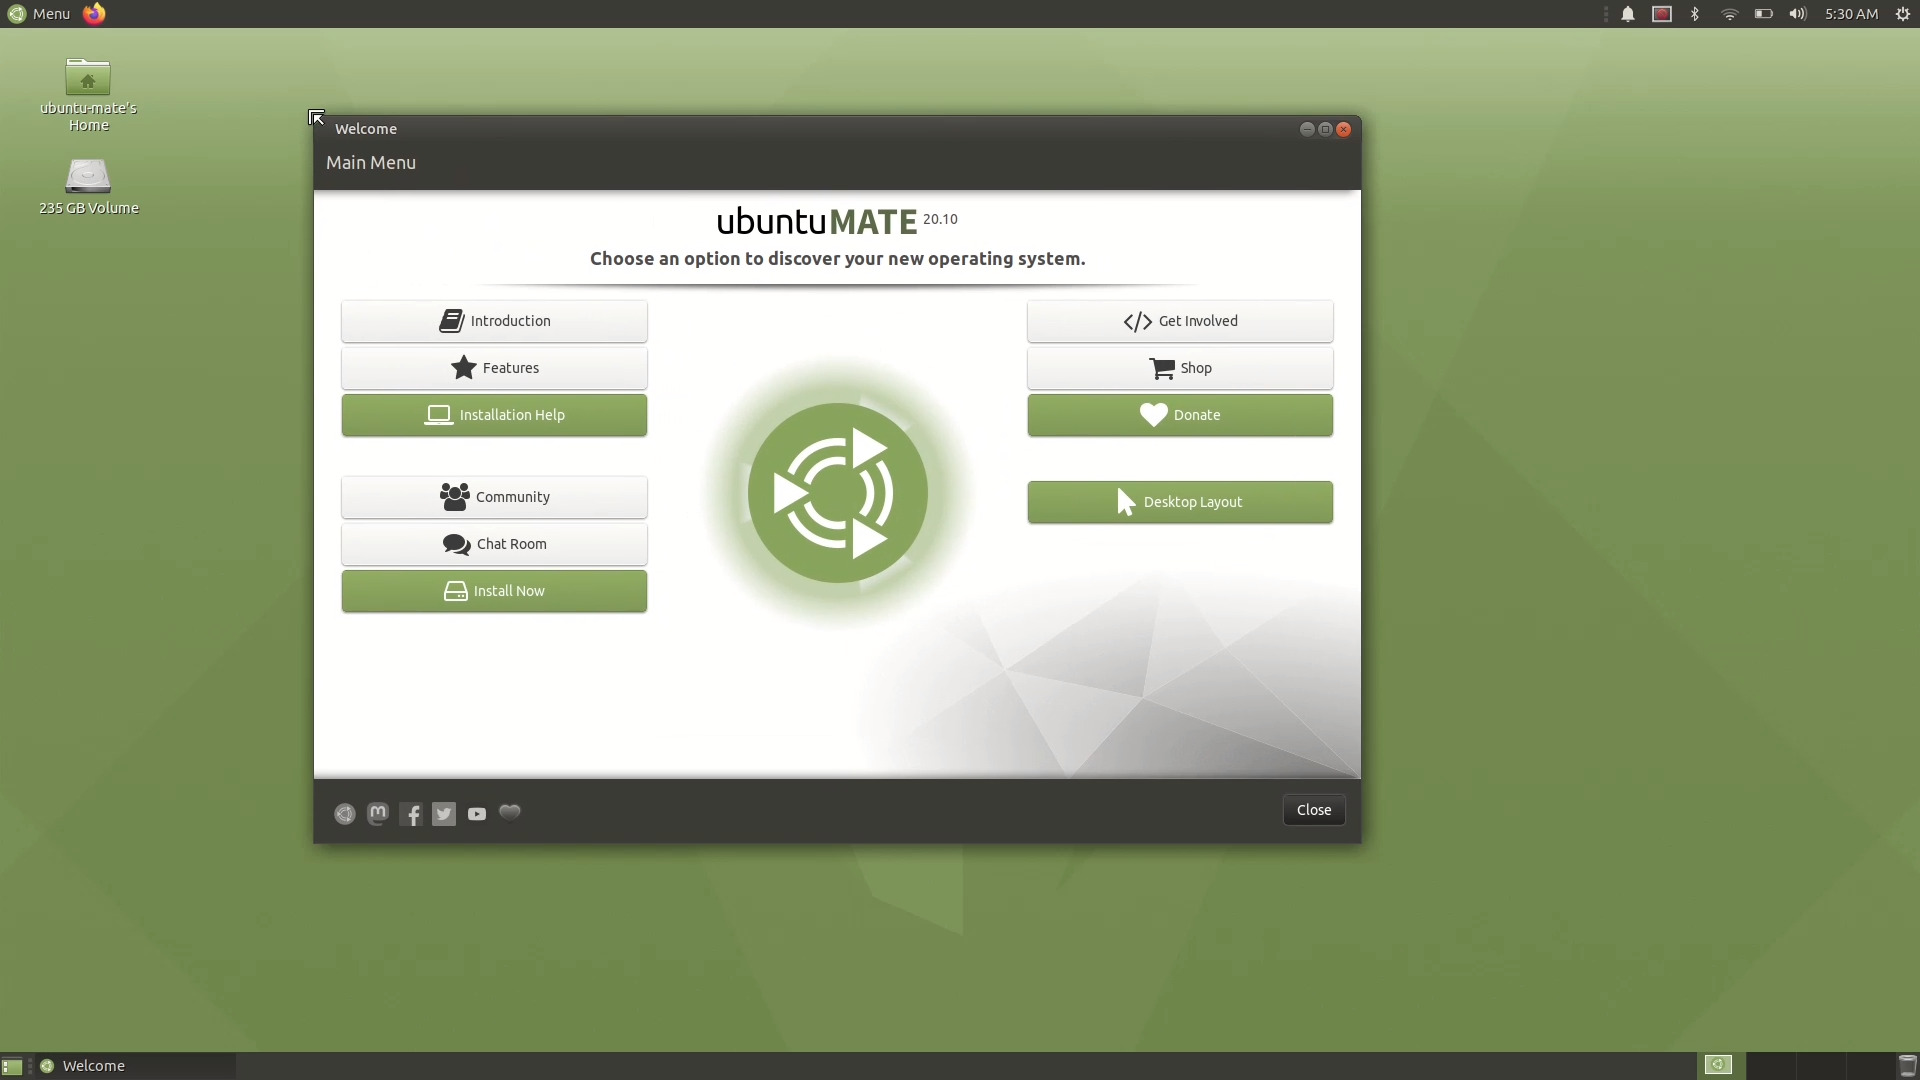 Menu
5:30 AM
ubuntu-mate's
Home
235 GB Volume
Welcome
Main Menu
ubuntu MATE 20.10
Choose an option to discover your new operating system.
Introduction
Features
Installation Help
Community
Chat Room
Install Now
Get Involved
Shop
Donate
Desktop Layout
Close
Welcome